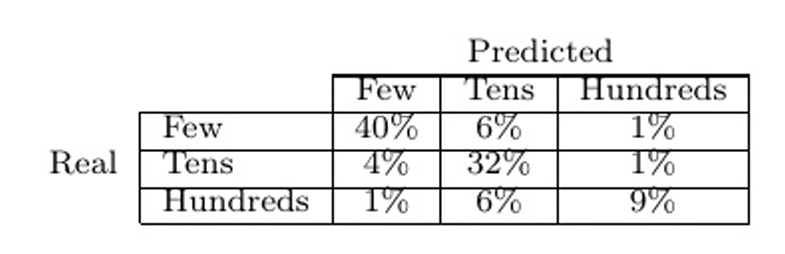 Predicted
Few Tens Hundreds
Few 40% 6% 1%
Real Tens 4% 32% 1%
Hundreds 1% 6% 9%